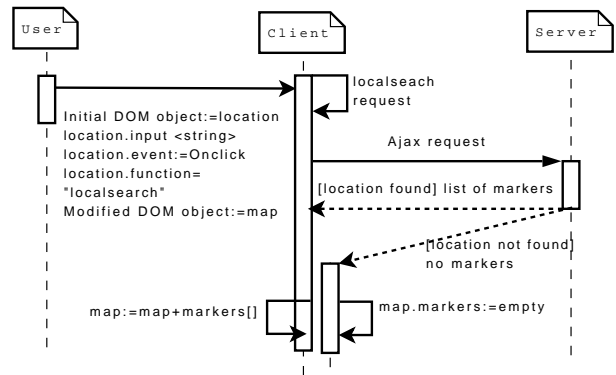 User
Client
Server
localseach
request
Initial DOM object:=location
location.input <string>
location.event:=Onclick
location.function=
"localsearch"
Modified DOM object:=map
Ajax request
[location found] list of markers
[location not found]
no markers
map:=map+markers[]
map.markers:=empty